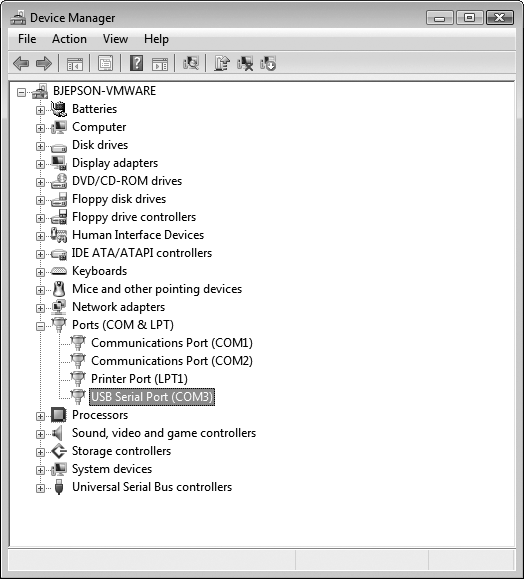 Device Manager
File Action View Help
BJEPSON-VMWARE
Batteries
Computer
Disk drives
Display adapters
DVD/CD-ROM drives
Floppy disk drives
Floppy drive controllers
Human Interface Devices
IDE ATA/ATAPI controllers
Keyboards
Mice and other pointing devices
Network adapters
Ports (COM & LPT)
Communications Port (COM1)
Communications Port (COM2)
Printer Port (LPT1)
USB Serial Port (COM3)
Processors
Sound, video and game controllers
Storage controllers
System devices
Universal Serial Bus controllers